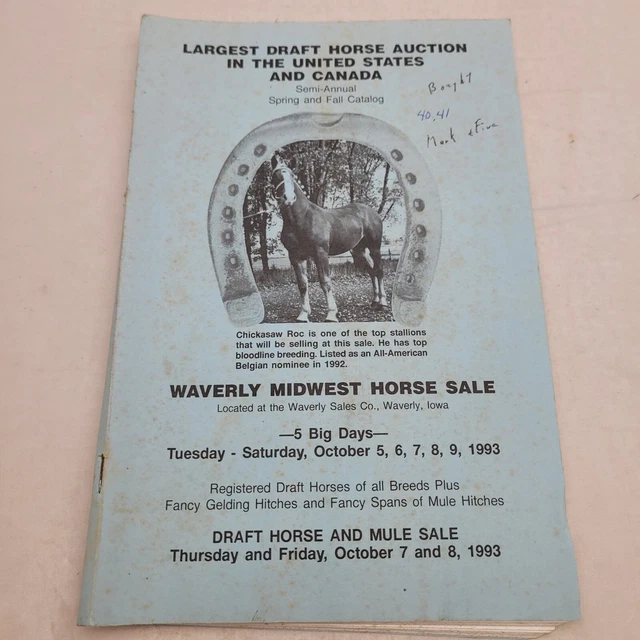 LARGEST DRAFT HORSE AUCTION
IN THE UNITED STATES
AND CANADA
Semi-Annual
Spring and Fall Catalog
Bought
40,41
Mark
Chickasaw Roc is one of the top stallions
that will be selling at this sale. He has top
bloodline breeding. Listed as an All-American
Belgian nominee in 1992.
WAVERLY MIDWEST HORSE SALE
Located at the Waverly Sales Co., Waverly, Iowa
—5 Big Days—
Tuesday - Saturday, October 5, 6, 7, 8, 9, 1993
Registered Draft Horses of all Breeds Plus
Fancy Gelding Hitches and Fancy Spans of Mule Hitches
DRAFT HORSE AND MULE SALE
Thursday and Friday, October 7 and 8, 1993